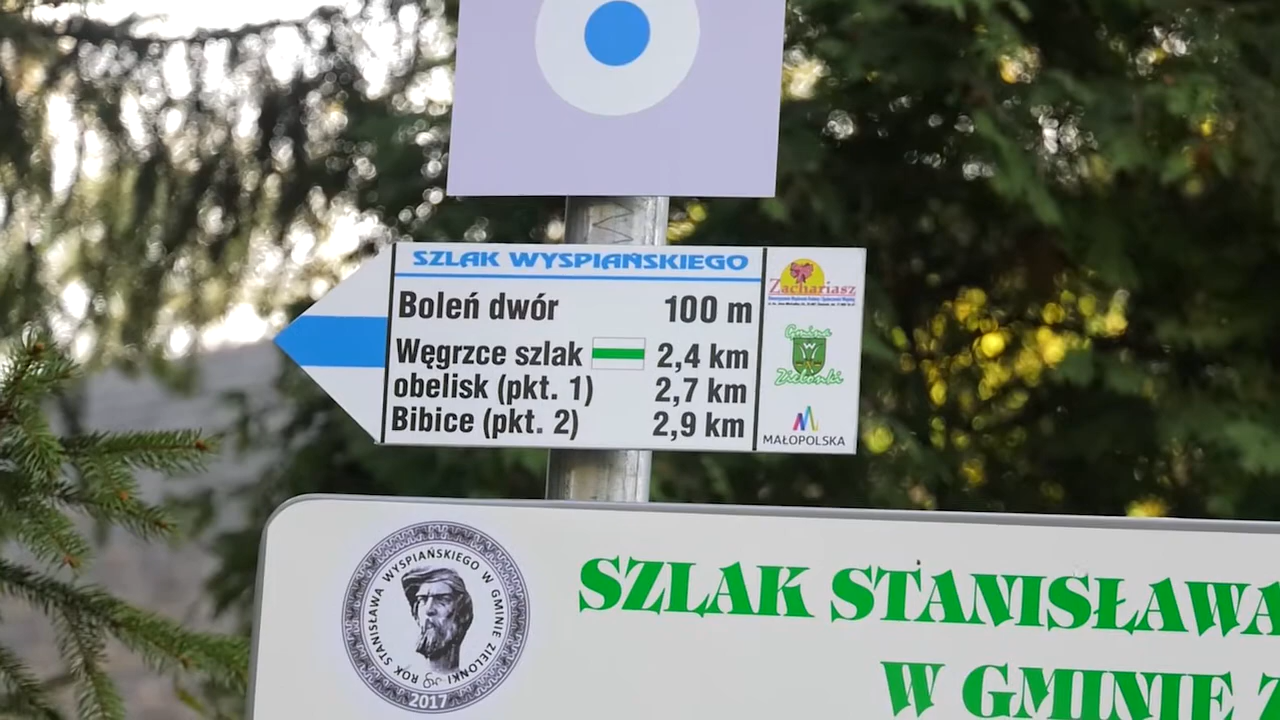 SZLAK WYSPIAŃSKIEGO
Boleń dwór 100 m
Węgrzce szlak 2,4 km
obelisk (pkt. 1) 2,7 km
Bibice (pkt. 2) 2,9 km
Zachariasz
Gmina
Zielonki
MAŁOPOLSKA
ROK STANISŁAWA WYSPIAŃSKIEGO W GMINIE ZIELONKI
2017
SZLAK STANISŁAWA
W GMINIE Z